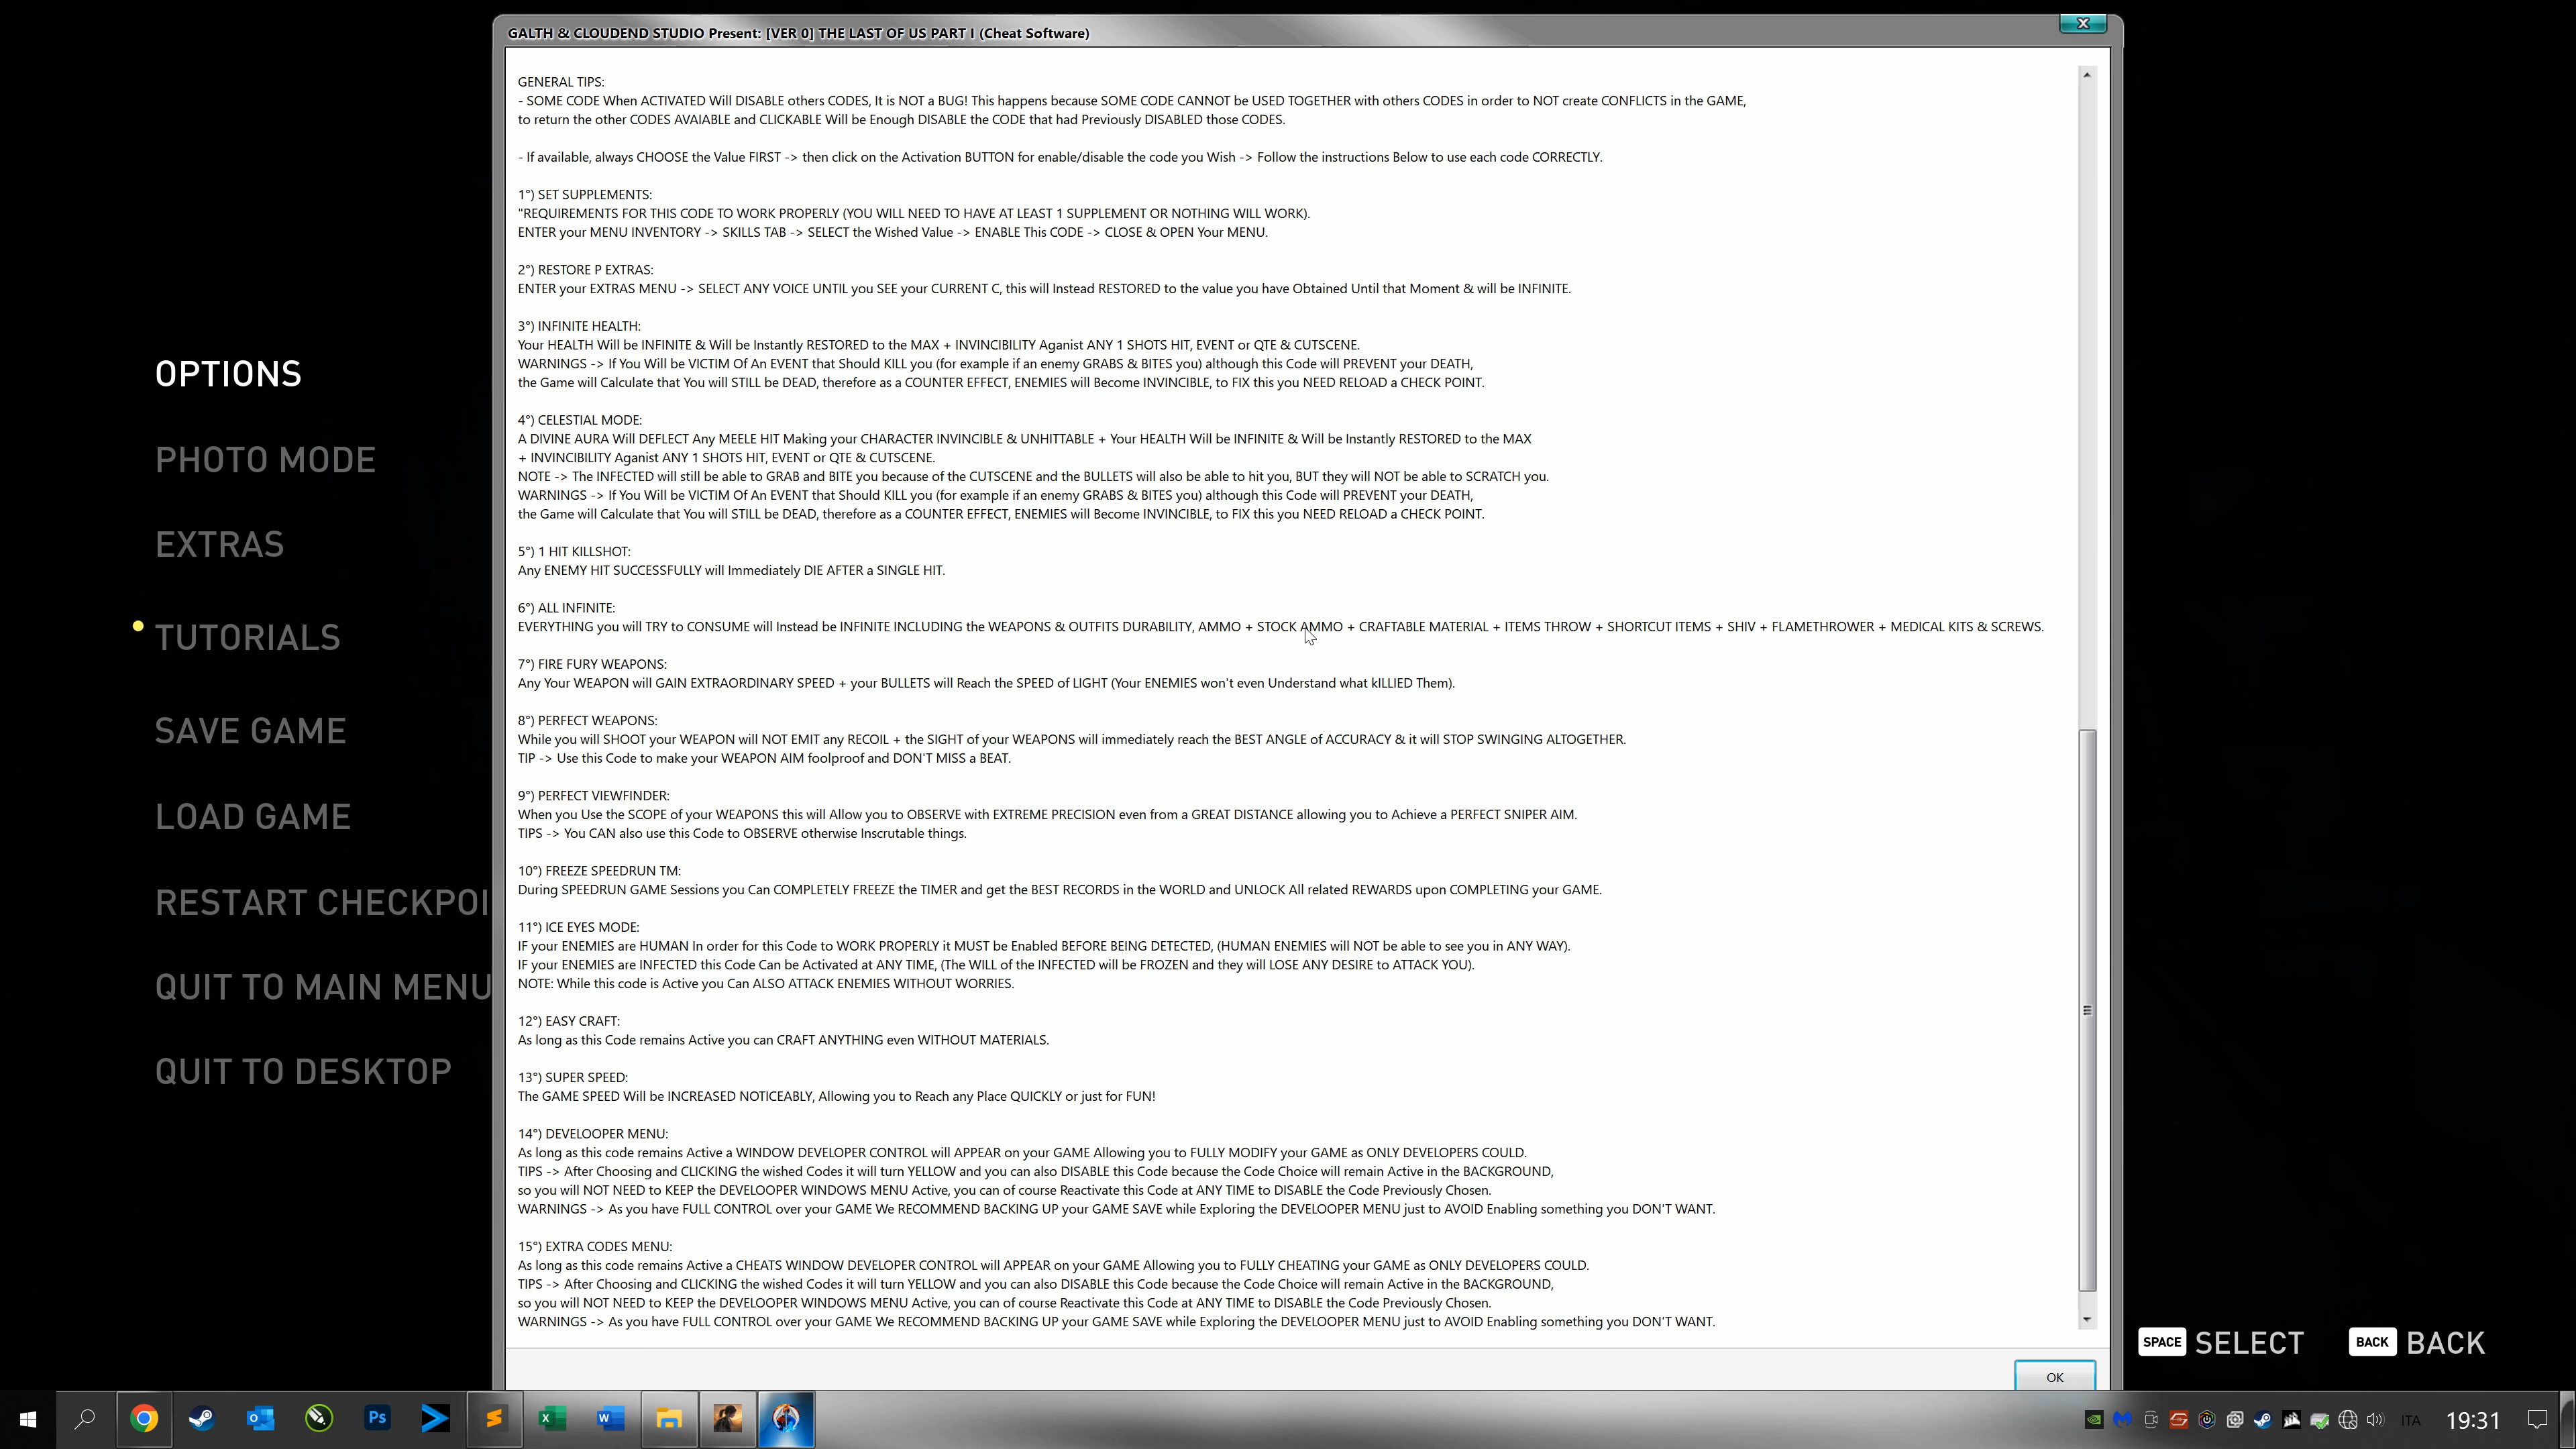 GALTH & CLOUDEND STUDIO Present: [VER 0] THE LAST OF US PART I (Cheat Software)
GENERAL TIPS:
- SOME CODE When ACTIVATED Will DISABLE others CODES, It is NOT a BUG! This happens because SOME CODE CANNOT be USED TOGETHER with others CODES in order to NOT create CONFLICTS in the GAME,
to return the other CODES AVAIABLE and CLICKABLE Will be Enough DISABLE the CODE that had Previously DISABLED those CODES.
- If available, always CHOOSE the Value FIRST -> then click on the Activation BUTTON for enable/disable the code you Wish -> Follow the instructions Below to use each code CORRECTLY.
1°) SET SUPPLEMENTS:
"REQUIREMENTS FOR THIS CODE TO WORK PROPERLY (YOU WILL NEED TO HAVE AT LEAST 1 SUPPLEMENT OR NOTHING WILL WORK).
ENTER your MENU INVENTORY -> SKILLS TAB -> SELECT the Wished Value -> ENABLE This CODE -> CLOSE & OPEN Your MENU.
2°) RESTORE P EXTRAS:
ENTER your EXTRAS MENU -> SELECT ANY VOICE UNTIL you SEE your CURRENT C, this will Instead RESTORED to the value you have Obtained Until that Moment & will be INFINITE.
3°) INFINITE HEALTH:
Your HEALTH Will be INFINITE & Will be Instantly RESTORED to the MAX + INVINCIBILITY Aganist ANY 1 SHOTS HIT, EVENT or QTE & CUTSCENE.
WARNINGS -> If You Will be VICTIM Of An EVENT that Should KILL you (for example if an enemy GRABS & BITES you) although this Code will PREVENT your DEATH,
the Game will Calculate that You will STILL be DEAD, therefore as a COUNTER EFFECT, ENEMIES will Become INVINCIBLE, to FIX this you NEED RELOAD a CHECK POINT.
4°) CELESTIAL MODE:
A DIVINE AURA Will DEFLECT Any MEELE HIT Making your CHARACTER INVINCIBLE & UNHITTABLE + Your HEALTH Will be INFINITE & Will be Instantly RESTORED to the MAX
+ INVINCIBILITY Aganist ANY 1 SHOTS HIT, EVENT or QTE & CUTSCENE.
NOTE -> The INFECTED will still be able to GRAB and BITE you because of the CUTSCENE and the BULLETS will also be able to hit you, BUT they will NOT be able to SCRATCH you.
WARNINGS -> If You Will be VICTIM Of An EVENT that Should KILL you (for example if an enemy GRABS & BITES you) although this Code will PREVENT your DEATH,
the Game will Calculate that You will STILL be DEAD, therefore as a COUNTER EFFECT, ENEMIES will Become INVINCIBLE, to FIX this you NEED RELOAD a CHECK POINT.
5°) 1 HIT KILLSHOT:
Any ENEMY HIT SUCCESSFULLY will Immediately DIE AFTER a SINGLE HIT.
6°) ALL INFINITE:
EVERYTHING you will TRY to CONSUME will Instead be INFINITE INCLUDING the WEAPONS & OUTFITS DURABILITY, AMMO + STOCK AMMO + CRAFTABLE MATERIAL + ITEMS THROW + SHORTCUT ITEMS + SHIV + FLAMETHROWER + MEDICAL KITS & SCREWS.
7°) FIRE FURY WEAPONS:
Any Your WEAPON will GAIN EXTRAORDINARY SPEED + your BULLETS will Reach the SPEED of LIGHT (Your ENEMIES won't even Understand what kILLIED Them).
8°) PERFECT WEAPONS:
While you will SHOOT your WEAPON will NOT EMIT any RECOIL + the SIGHT of your WEAPONS will immediately reach the BEST ANGLE of ACCURACY & it will STOP SWINGING ALTOGETHER.
TIP -> Use this Code to make your WEAPON AIM foolproof and DON'T MISS a BEAT.
9°) PERFECT VIEWFINDER:
When you Use the SCOPE of your WEAPONS this will Allow you to OBSERVE with EXTREME PRECISION even from a GREAT DISTANCE allowing you to Achieve a PERFECT SNIPER AIM.
TIPS -> You CAN also use this Code to OBSERVE otherwise Inscrutable things.
10°) FREEZE SPEEDRUN TM:
During SPEEDRUN GAME Sessions you Can COMPLETELY FREEZE the TIMER and get the BEST RECORDS in the WORLD and UNLOCK All related REWARDS upon COMPLETING your GAME.
11°) ICE EYES MODE:
IF your ENEMIES are HUMAN In order for this Code to WORK PROPERLY it MUST be Enabled BEFORE BEING DETECTED, (HUMAN ENEMIES will NOT be able to see you in ANY WAY).
IF your ENEMIES are INFECTED this Code Can be Activated at ANY TIME, (The WILL of the INFECTED will be FROZEN and they will LOSE ANY DESIRE to ATTACK YOU).
NOTE: While this code is Active you Can ALSO ATTACK ENEMIES WITHOUT WORRIES.
12°) EASY CRAFT:
As long as this Code remains Active you can CRAFT ANYTHING even WITHOUT MATERIALS.
13°) SUPER SPEED:
The GAME SPEED Will be INCREASED NOTICEABLY, Allowing you to Reach any Place QUICKLY or just for FUN!
14°) DEVELOOPER MENU:
As long as this code remains Active a WINDOW DEVELOPER CONTROL will APPEAR on your GAME Allowing you to FULLY MODIFY your GAME as ONLY DEVELOPERS COULD.
TIPS -> After Choosing and CLICKING the wished Codes it will turn YELLOW and you can also DISABLE this Code because the Code Choice will remain Active in the BACKGROUND,
so you will NOT NEED to KEEP the DEVELOOPER WINDOWS MENU Active, you can of course Reactivate this Code at ANY TIME to DISABLE the Code Previously Chosen.
WARNINGS -> As you have FULL CONTROL over your GAME We RECOMMEND BACKING UP your GAME SAVE while Exploring the DEVELOOPER MENU just to AVOID Enabling something you DON'T WANT.
15°) EXTRA CODES MENU:
As long as this code remains Active a CHEATS WINDOW DEVELOPER CONTROL will APPEAR on your GAME Allowing you to FULLY CHEATING your GAME as ONLY DEVELOPERS COULD.
TIPS -> After Choosing and CLICKING the wished Codes it will turn YELLOW and you can also DISABLE this Code because the Code Choice will remain Active in the BACKGROUND,
so you will NOT NEED to KEEP the DEVELOOPER WINDOWS MENU Active, you can of course Reactivate this Code at ANY TIME to DISABLE the Code Previously Chosen.
WARNINGS -> As you have FULL CONTROL over your GAME We RECOMMEND BACKING UP your GAME SAVE while Exploring the DEVELOOPER MENU just to AVOID Enabling something you DON'T WANT.
OK
OPTIONS
PHOTO MODE
EXTRAS
TUTORIALS
SAVE GAME
LOAD GAME
RESTART CHECKPOI
QUIT TO MAIN MENU
QUIT TO DESKTOP
SPACE SELECT BACK BACK
Ps
ITA 19:31